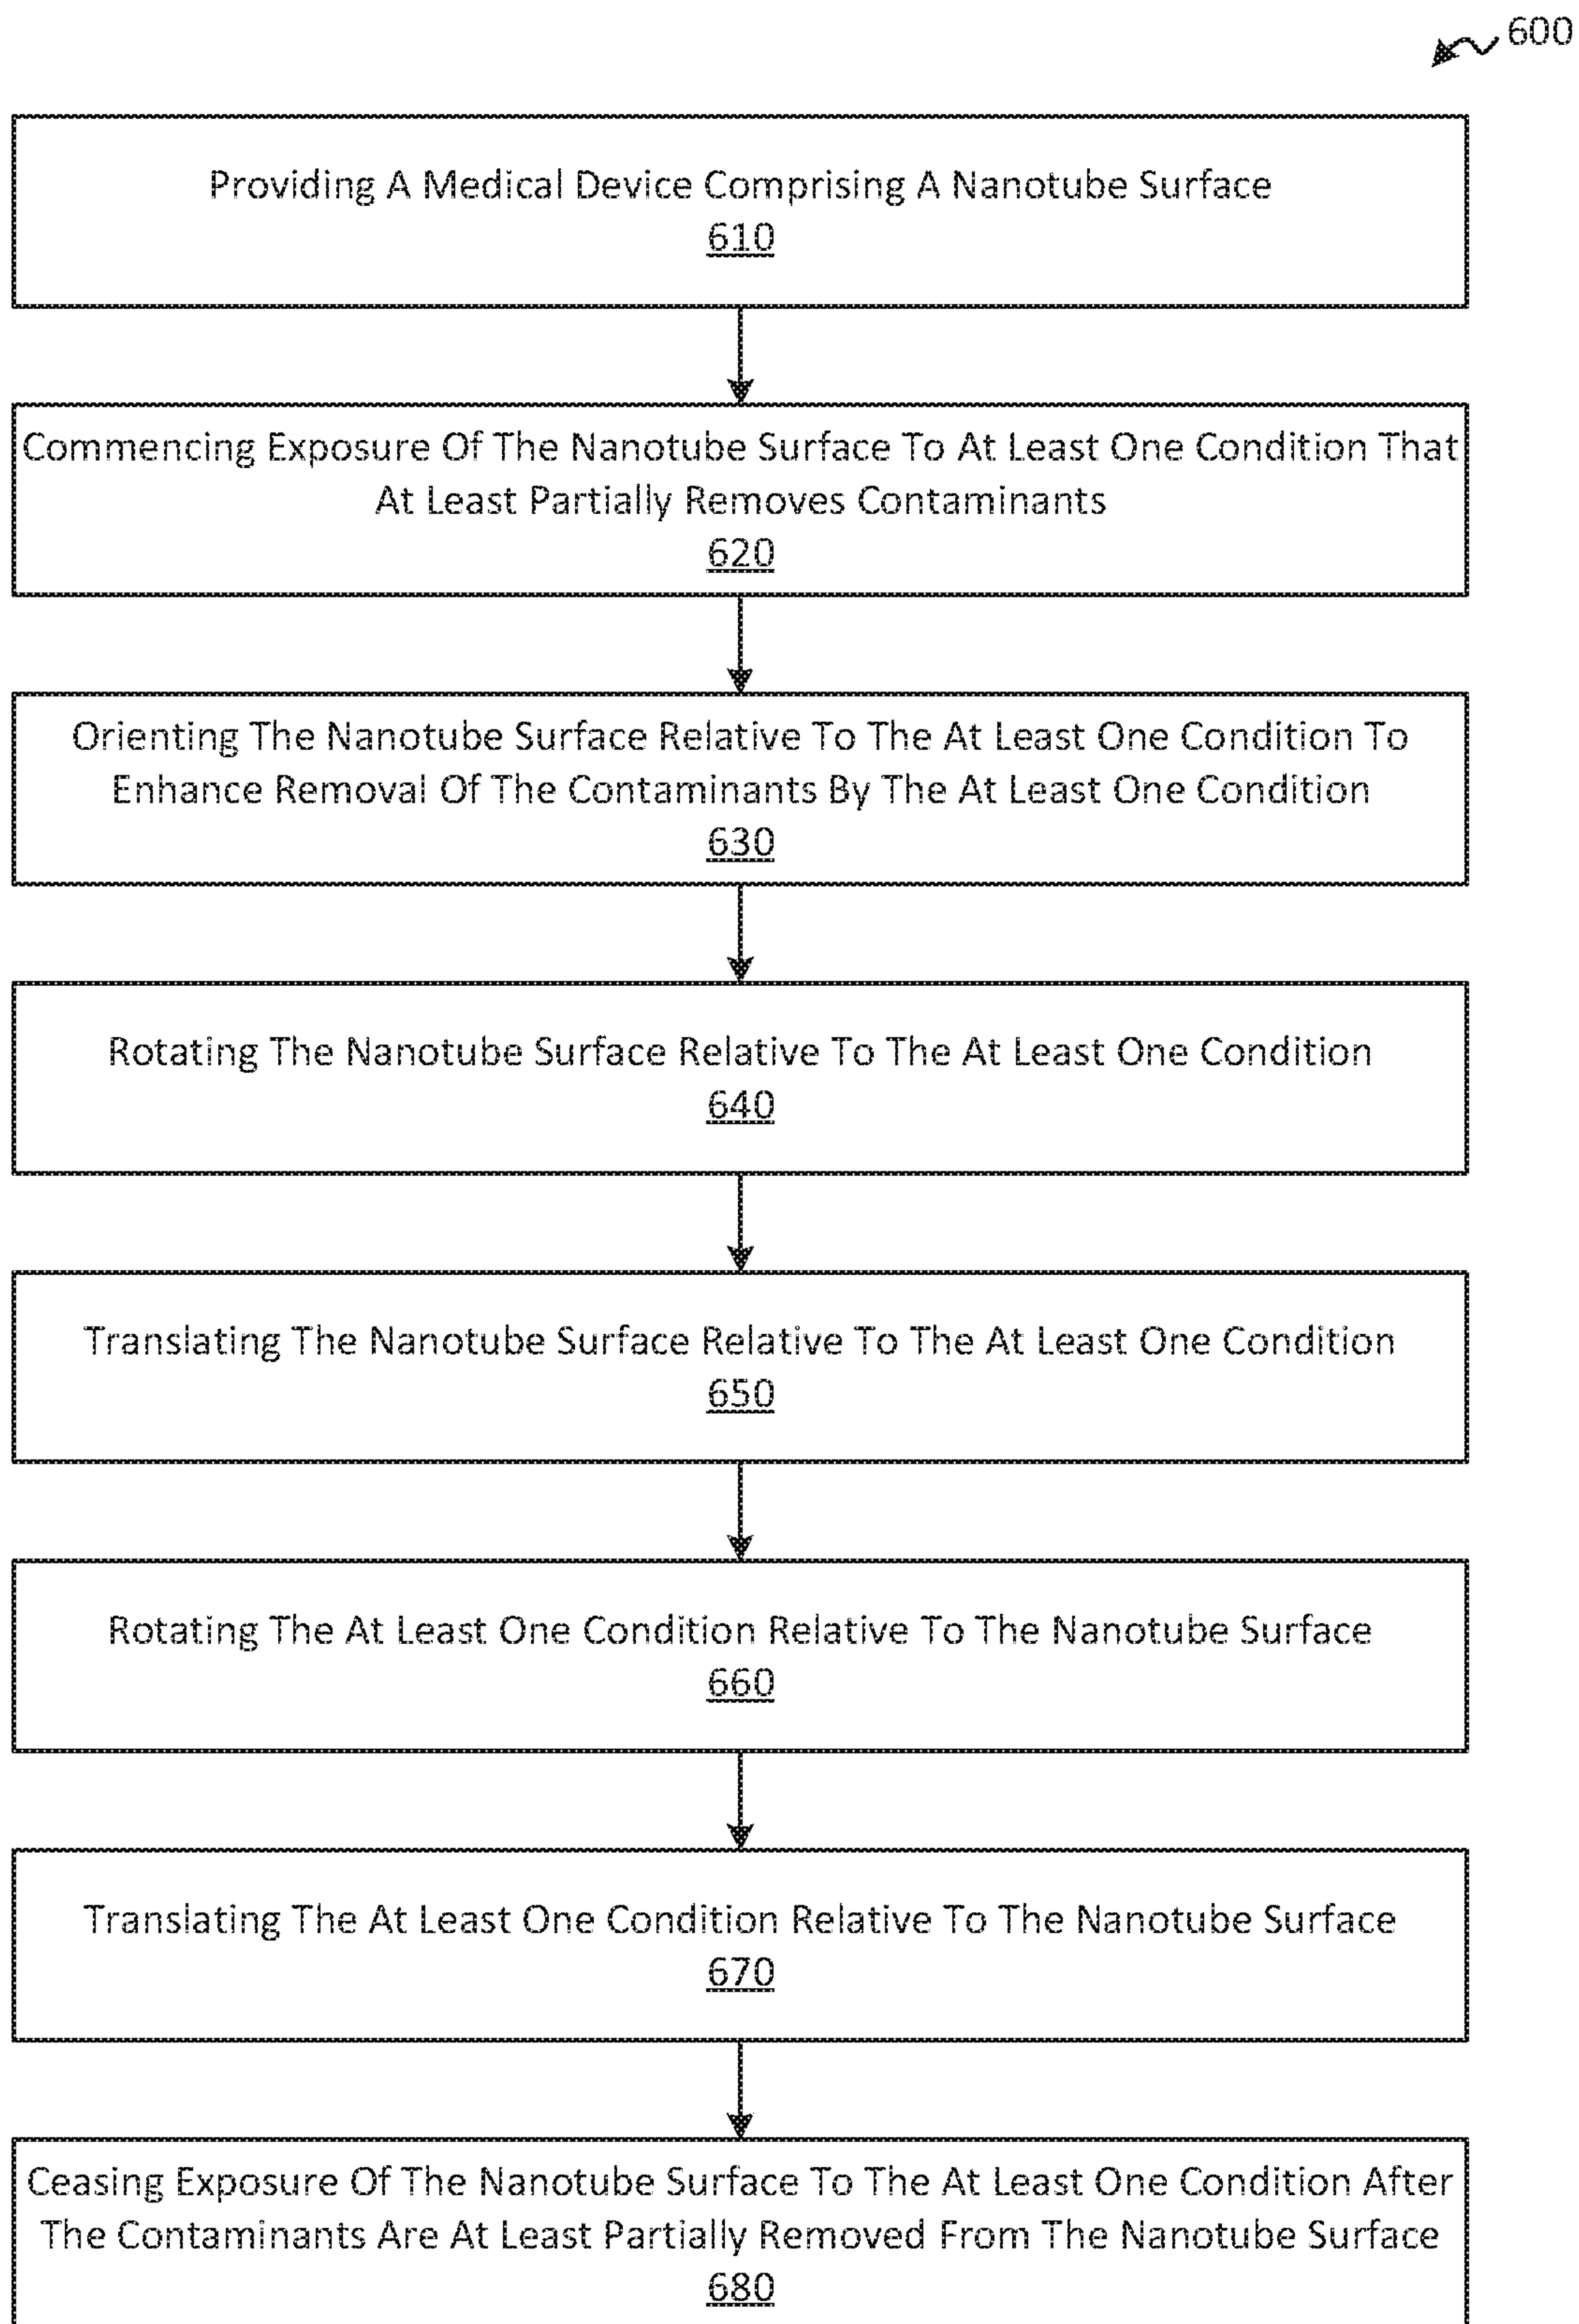 600
Providing A Medical Device Comprising A Nanotube Surface
610
Commencing Exposure Of The Nanotube Surface To At Least One Condition That
At Least Partially Removes Contaminants
620
Orienting The Nanotube Surface Relative To The At Least One Condition To
Enhance Removal Of The Contaminants By The At Least One Condition
630
Rotating The Nanotube Surface Relative To The At Least One Condition
640
Translating The Nanotube Surface Relative To The At Least One Condition
650
Rotating The At Least One Condition Relative To The Nanotube Surface
660
Translating The At Least One Condition Relative To The Nanotube Surface
670
Ceasing Exposure Of The Nanotube Surface To The At Least One Condition After
The Contaminants Are At Least Partially Removed From The Nanotube Surface
680